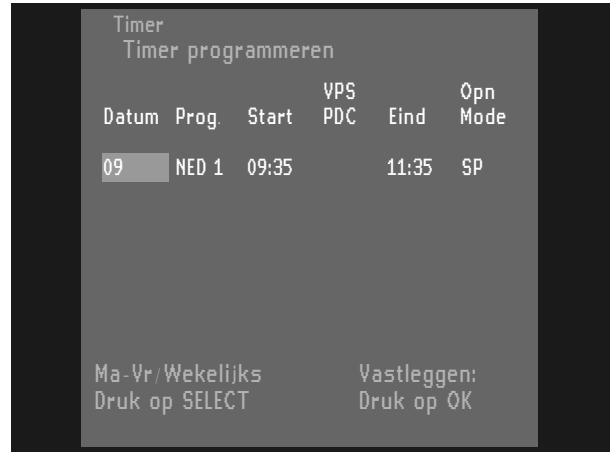 Timer
Timer programmeren
VPS Opn
Datum Prog. Start PDC Eind Mode
09 NED 1 09:35 11:35 SP
Ma-Vr/Wekelijks Vastleggen:
Druk op SELECT Druk op OK